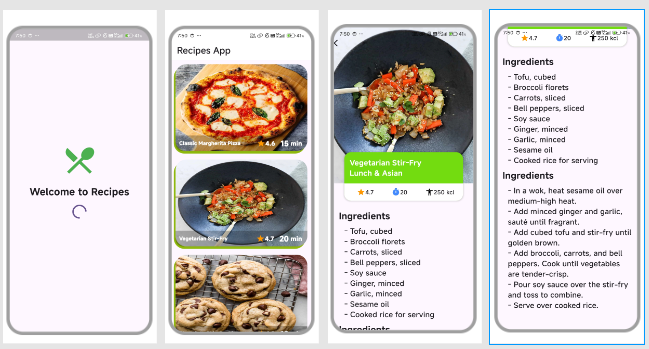 7:50
41
Welcome to Recipes
7:50
41
Recipes App
Classic Margherita Pizza
4.6
15 min
Vegetarian Stir-Fry
4.7
20 min
7:50
41
Vegetarian Stir-Fry
Lunch & Asian
4.7
20
250 kcl
Ingredients
- Tofu, cubed
- Broccoli florets
- Carrots, sliced
- Bell peppers, sliced
- Soy sauce
- Ginger, minced
- Garlic, minced
- Sesame oil
- Cooked rice for serving
Ingredients
7:50
41
4.7
20
250 kcl
Ingredients
- Tofu, cubed
- Broccoli florets
- Carrots, sliced
- Bell peppers, sliced
- Soy sauce
- Ginger, minced
- Garlic, minced
- Sesame oil
- Cooked rice for serving
Ingredients
- In a wok, heat sesame oil over
medium-high heat.
- Add minced ginger and garlic,
sauté until fragrant.
- Add cubed tofu and stir-fry until
golden brown.
- Add broccoli, carrots, and bell
peppers. Cook until vegetables
are tender-crisp.
- Pour soy sauce over the stir-fry
and toss to combine.
- Serve over cooked rice.